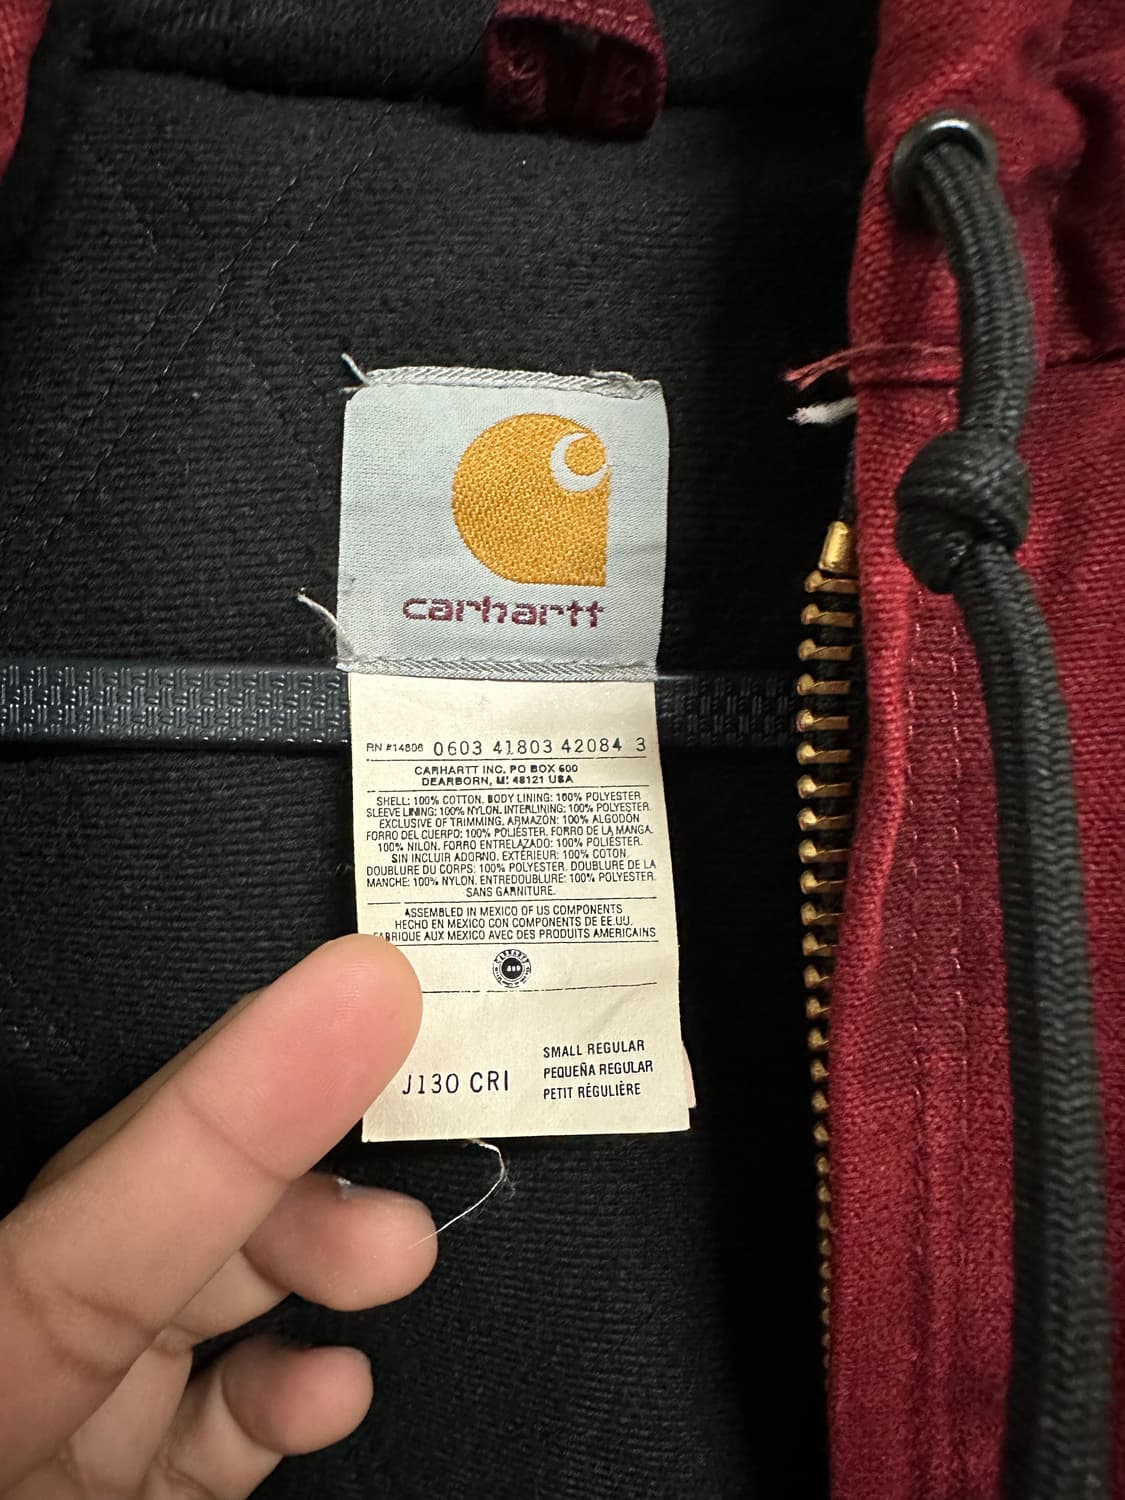 carhartt
RN #14806 0603 41803 42084 3
CARHARTT INC. PO BOX 600
DEARBORN, MI 48121 USA
SHELL: 100% COTTON. BODY LINING: 100% POLYESTER
SLEEVE LINING: 100% NYLON. INTERLINING: 100% POLYESTER.
EXCLUSIVE OF TRIMMING. ARMAZÓN: 100% ALGODÓN
FORRO DEL CUERPO: 100% POLIÉSTER. FORRO DE LA MANGA:
100% NILON. FORRO ENTRELAZADO: 100% POLIÉSTER.
SIN INCLUIR ADORNO. EXTÉRIEUR: 100% COTON
DOUBLURE DU CORPS: 100% POLYESTER. DOUBLURE DE LA
MANCHE: 100% NYLON. ENTREDOUBLURE: 100% POLYESTER.
SANS GARNITURE.
ASSEMBLED IN MEXICO OF US COMPONENTS
HECHO EN MEXICO CON COMPONENTS DE EE.UU.
FABRIQUE AUX MEXICO AVEC DES PRODUITS AMERICAINS
J130 CRI
SMALL REGULAR
PEQUEÑA REGULAR
PETIT RÉGULIÈRE